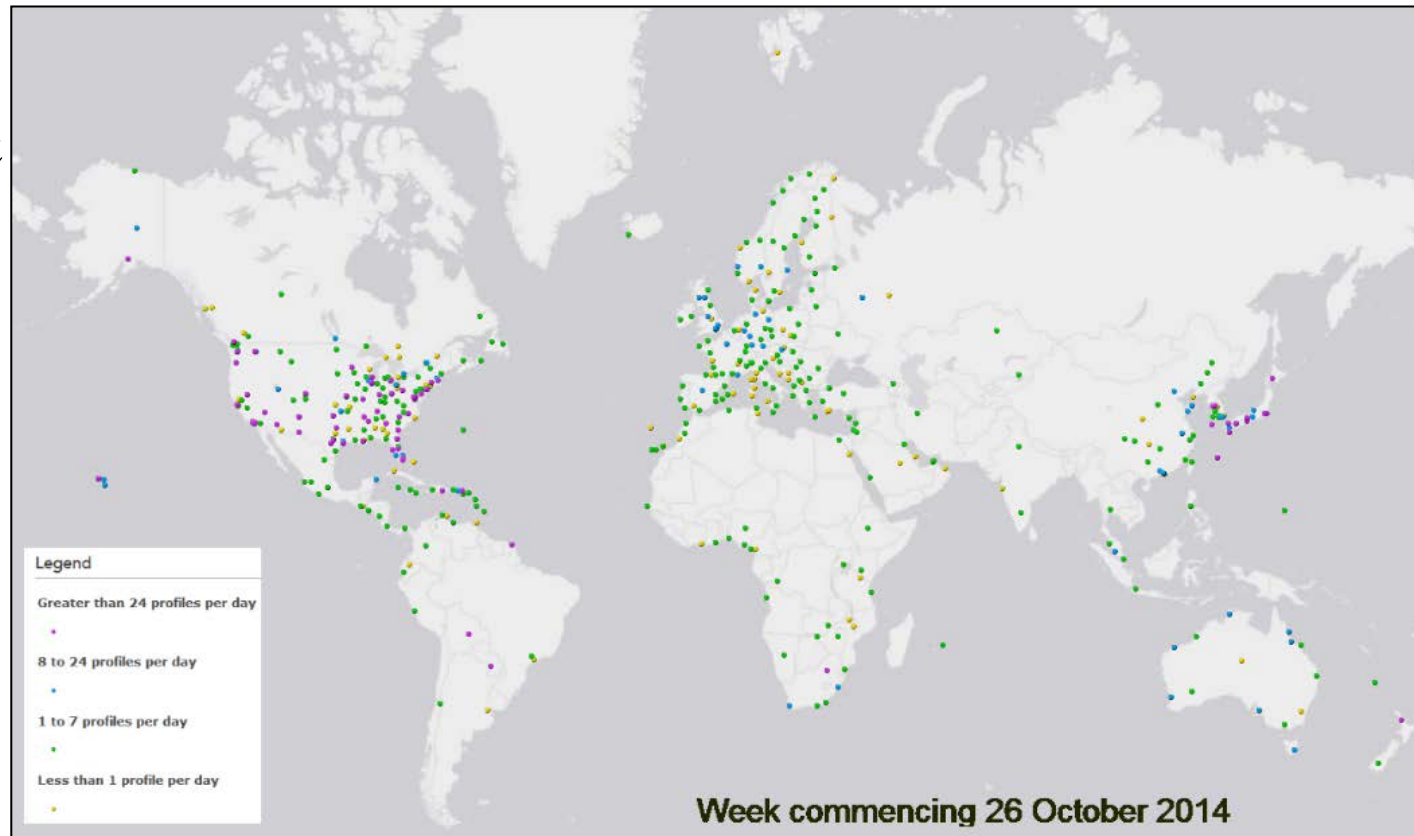 Legend
Greater than 24 profiles per day
8 to 24 profiles per day
1 to 7 profiles per day
Less than 1 profile per day
Week commencing 26 October 2014